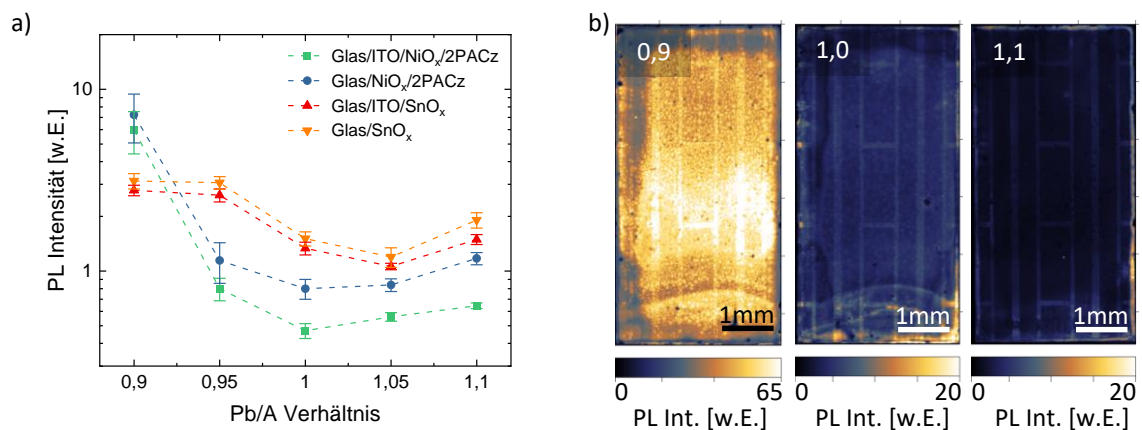 a)
PL Intensität [w.E.]
10
1
Glas/ITO/NiOₓ/2PACz
Glas/NiOₓ/2PACz
Glas/ITO/SnOₓ
Glas/SnOₓ
0,9
0,95
1
1,05
1,1
Pb/A Verhältnis
b)
0,9
1,0
1,1
1mm
1mm
1mm
0
65
0
20
0
20
PL Int. [w.E.]
PL Int. [w.E.]
PL Int. [w.E.]